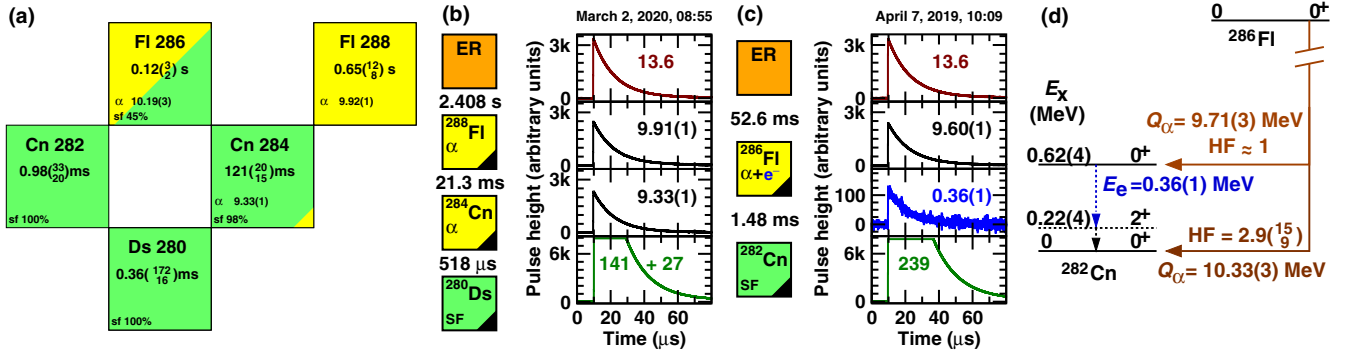 (a)
Fl 286
0.12(3/2) s
α 10.19(3)
sf 45%
Fl 288
0.65(12/8) s
α 9.92(1)
Cn 282
0.98(33/20)ms
sf 100%
Cn 284
121(20/15)ms
α 9.33(1)
sf 98%
Ds 280
0.36(172/16)ms
sf 100%
(b)
March 2, 2020, 08:55
ER
2.408 s
288Fl
α
21.3 ms
284Cn
α
518 μs
280Ds
SF
Pulse height (arbitrary units)
3k
0
13.6
3k
0
9.91(1)
3k
0
9.33(1)
6k
0
141 + 27
0 20 40 60
Time (μs)
(c)
April 7, 2019, 10:09
ER
52.6 ms
286Fl
α+e−
1.48 ms
282Cn
SF
Pulse height (arbitrary units)
3k
0
13.6
3k
0
9.60(1)
100
0
0.36(1)
6k
0
239
0 20 40 60 80
Time (μs)
(d)
0 0+
286Fl
Ex
(MeV)
Qα= 9.71(3) MeV
HF ≈ 1
0.62(4) 0+
Ee=0.36(1) MeV
0.22(4) 2+
0 0+
HF = 2.9(15/9)
282Cn
Qα= 10.33(3) MeV